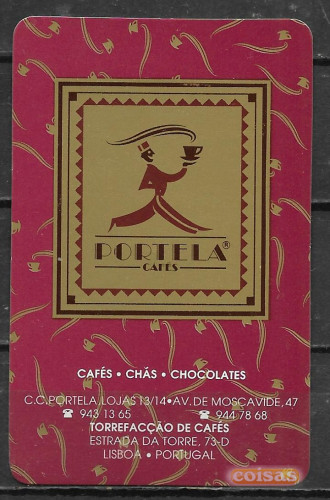 PORTELA®
CAFES
CAFÉS • CHÁS • CHOCOLATES
C.C. PORTELA, LOJAS 13/14 • AV. DE MOSCAVIDE, 47
☎ 943 13 65 ☎ 944 78 68
TORREFACÇÃO DE CAFÉS
ESTRADA DA TORRE, 73-D
LISBOA • PORTUGAL
coisas